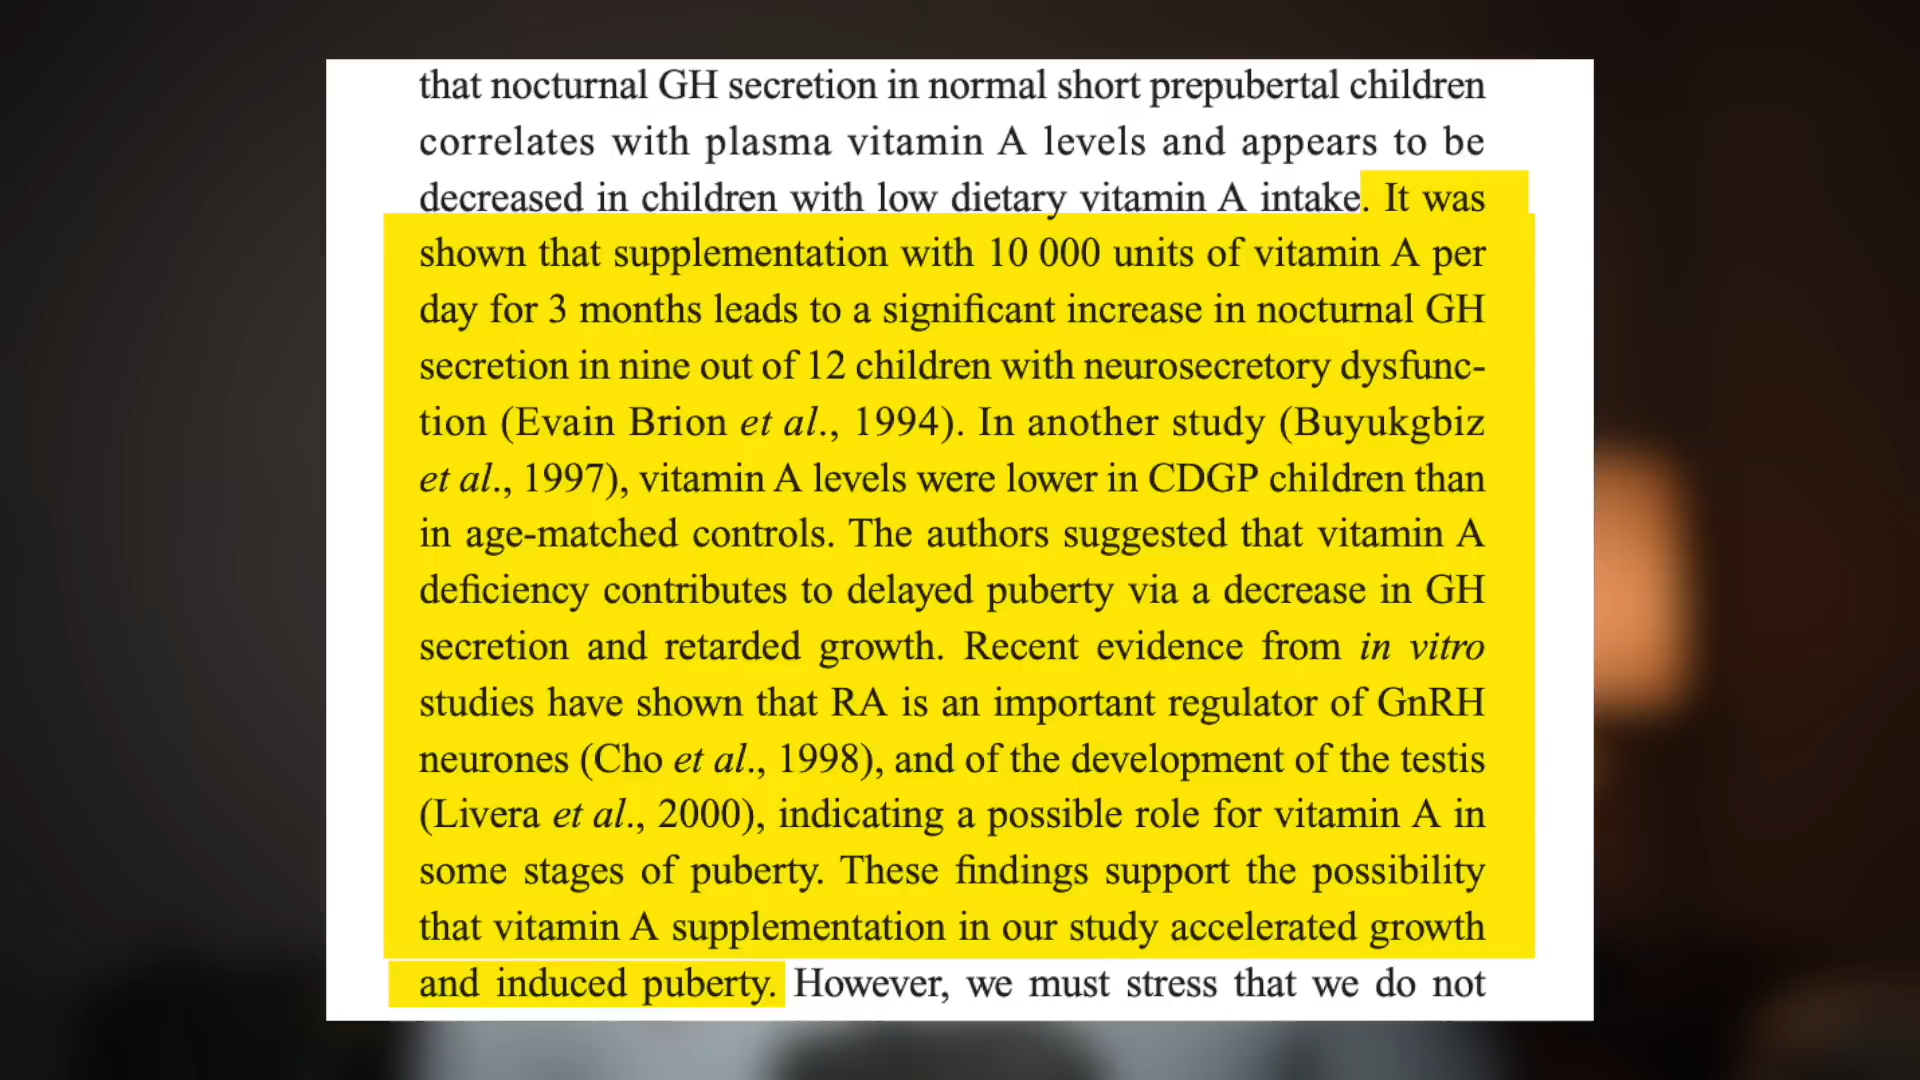 that nocturnal GH secretion in normal short prepubertal children
correlates with plasma vitamin A levels and appears to be
decreased in children with low dietary vitamin A intake. It was
shown that supplementation with 10 000 units of vitamin A per
day for 3 months leads to a significant increase in nocturnal GH
secretion in nine out of 12 children with neurosecretory dysfunc-
tion (Evain Brion et al., 1994). In another study (Buyukgbiz
et al., 1997), vitamin A levels were lower in CDGP children than
in age-matched controls. The authors suggested that vitamin A
deficiency contributes to delayed puberty via a decrease in GH
secretion and retarded growth. Recent evidence from in vitro
studies have shown that RA is an important regulator of GnRH
neurones (Cho et al., 1998), and of the development of the testis
(Livera et al., 2000), indicating a possible role for vitamin A in
some stages of puberty. These findings support the possibility
that vitamin A supplementation in our study accelerated growth
and induced puberty. However, we must stress that we do not